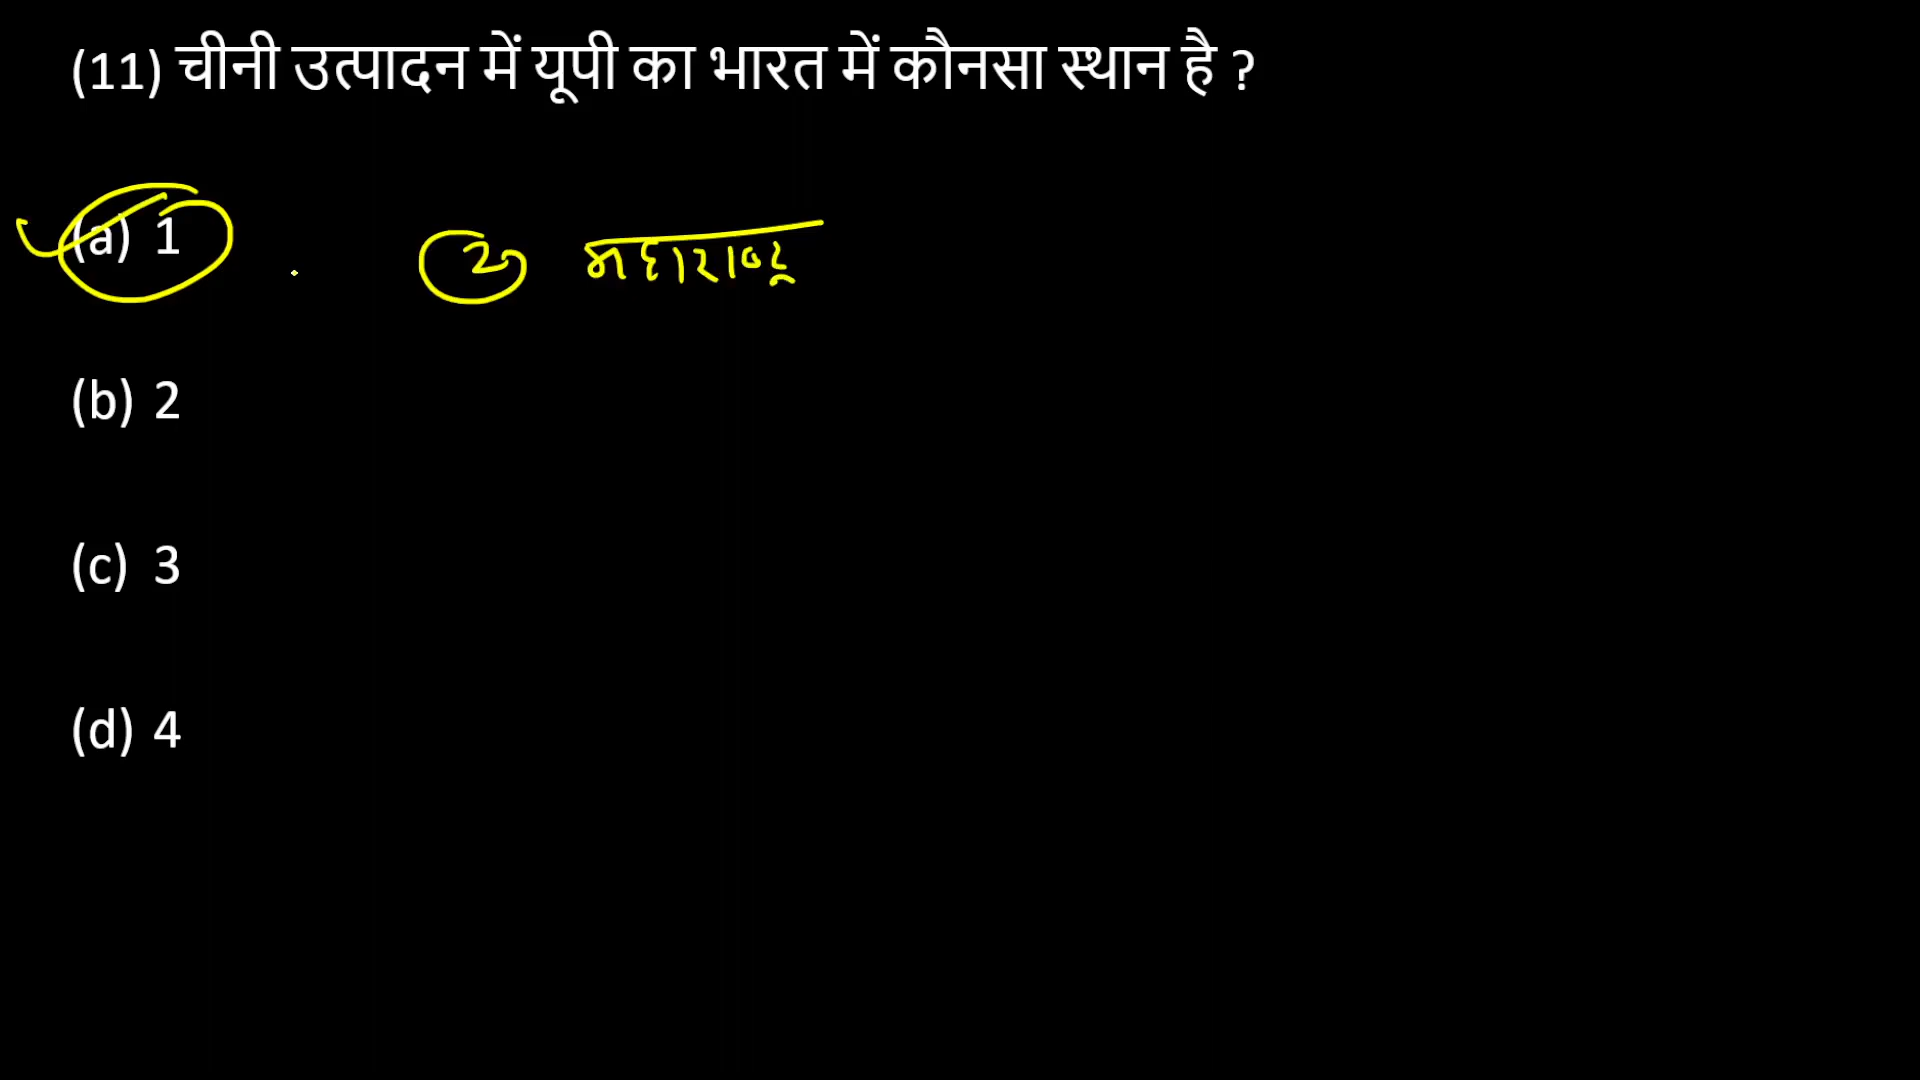 (11) चीनी उत्पादन में यूपी का भारत में कौनसा स्थान है ?
(a) 1
2 महाराष्ट्र
(b) 2
(c) 3
(d) 4